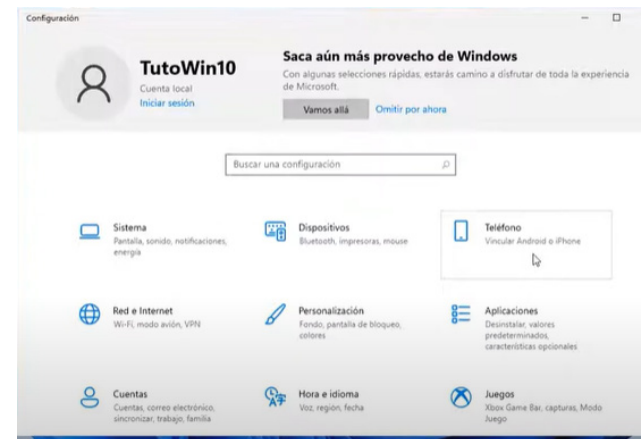 Configuración
TutoWin10
Cuenta local
Iniciar sesión
Saca aún más provecho de Windows
Con algunas selecciones rápidas, estarás camino a disfrutar de toda la experiencia
de Microsoft.
Vamos allá
Omitir por ahora
Buscar una configuración
Sistema
Pantalla, sonido, notificaciones,
energía
Dispositivos
Bluetooth, impresoras, mouse
Teléfono
Vincular Android o iPhone
Red e Internet
Wi-Fi, modo avión, VPN
Personalización
Fondo, pantalla de bloqueo,
colores
Aplicaciones
Desinstalar, valores
predeterminados,
características opcionales
Cuentas
Cuentas, correo electrónico,
sincronizar, trabajo, familia
Hora e idioma
Voz, región, fecha
Juegos
Xbox Game Bar, capturas, Modo
Juego